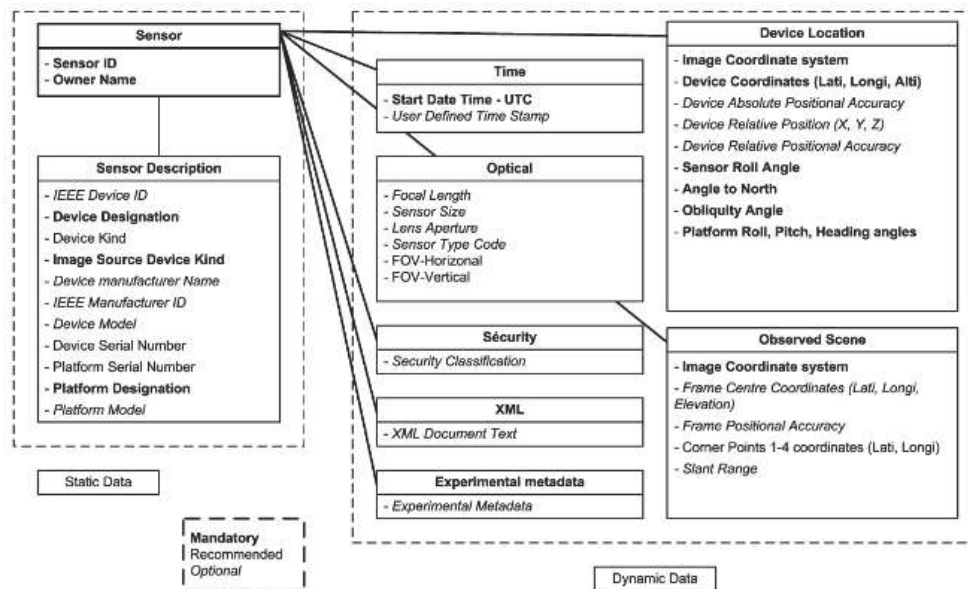 Sensor
- Sensor ID
- Owner Name
Sensor Description
- IEEE Device ID
- Device Designation
- Device Kind
- Image Source Device Kind
- Device manufacturer Name
- IEEE Manufacturer ID
- Device Model
- Device Serial Number
- Platform Serial Number
- Platform Designation
- Platform Model
Static Data
Mandatory
Recommended
Optional
Time
- Start Date Time - UTC
- User Defined Time Stamp
Optical
- Focal Length
- Sensor Size
- Lens Aperture
- Sensor Type Code
- FOV-Horizonal
- FOV-Vertical
Sécurity
- Security Classification
XML
- XML Document Text
Experimental metadata
- Experimental Metadata
Device Location
- Image Coordinate system
- Device Coordinates (Lati, Longi, Alti)
- Device Absolute Positional Accuracy
- Device Relative Position (X, Y, Z)
- Device Relative Positional Accuracy
- Sensor Roll Angle
- Angle to North
- Obliquity Angle
- Platform Roll, Pitch, Heading angles
Observed Scene
- Image Coordinate system
- Frame Centre Coordinates (Lati, Longi,
Elevation)
- Frame Positional Accuracy
- Corner Points 1-4 coordinates (Lati, Longi)
- Slant Range
Dynamic Data